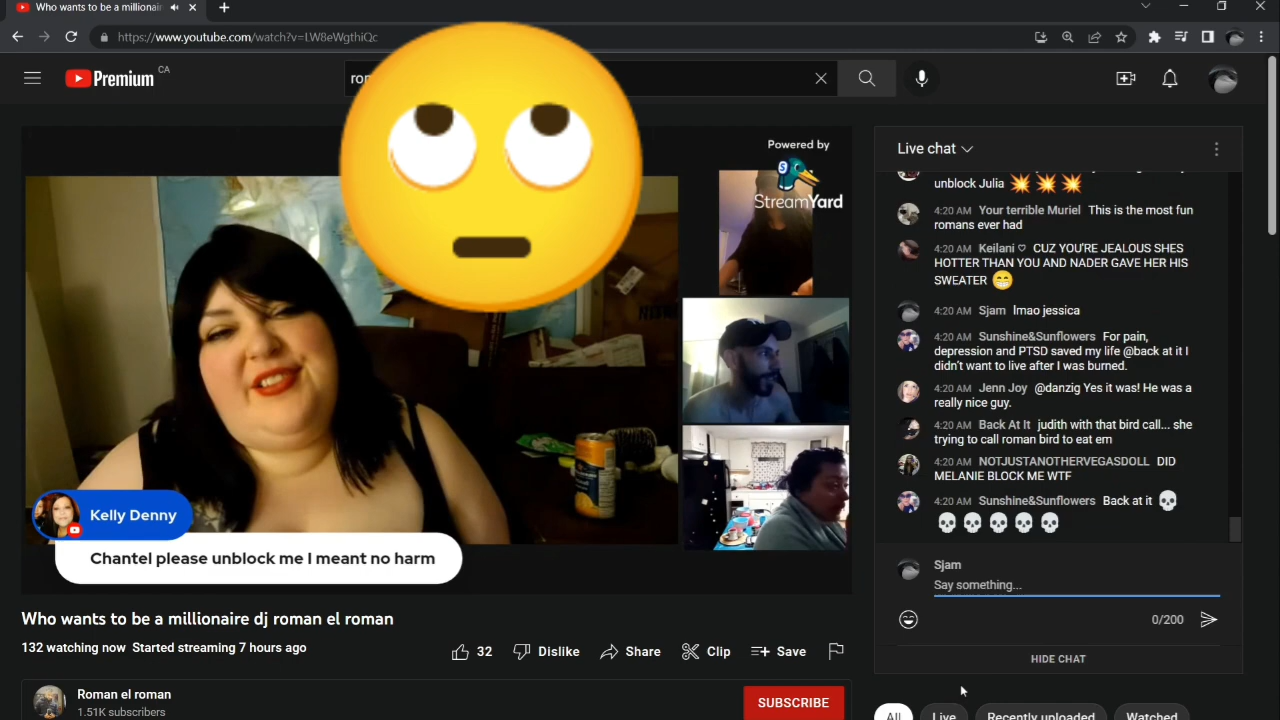 Who wants to be a millionair
https://www.youtube.com/watch?v=LW8eWgthiQc
Premium CA
Powered by
StreamYard
Kelly Denny
Chantel please unblock me I meant no harm
Who wants to be a millionaire dj roman el roman
132 watching now Started streaming 7 hours ago
32
Dislike
Share
Clip
Save
Roman el roman
1.51K subscribers
SUBSCRIBE
Live chat
unblock Julia
4:20 AM Your terrible Muriel This is the most fun
romans ever had
4:20 AM Keilani CUZ YOU'RE JEALOUS SHES
HOTTER THAN YOU AND NADER GAVE HER HIS
SWEATER
4:20 AM Sjam lmao jessica
4:20 AM Sunshine&Sunflowers For pain,
depression and PTSD saved my life @back at it I
didn't want to live after I was burned.
4:20 AM Jenn Joy @danzig Yes it was! He was a
really nice guy.
4:20 AM Back At It judith with that bird call... she
trying to call roman bird to eat em
4:20 AM NOTJUSTANOTHERVEGASDOLL DID
MELANIE BLOCK ME WTF
4:20 AM Sunshine&Sunflowers Back at it
Sjam
Say something...
0/200
HIDE CHAT
All
Live
Recently uploaded
Watched